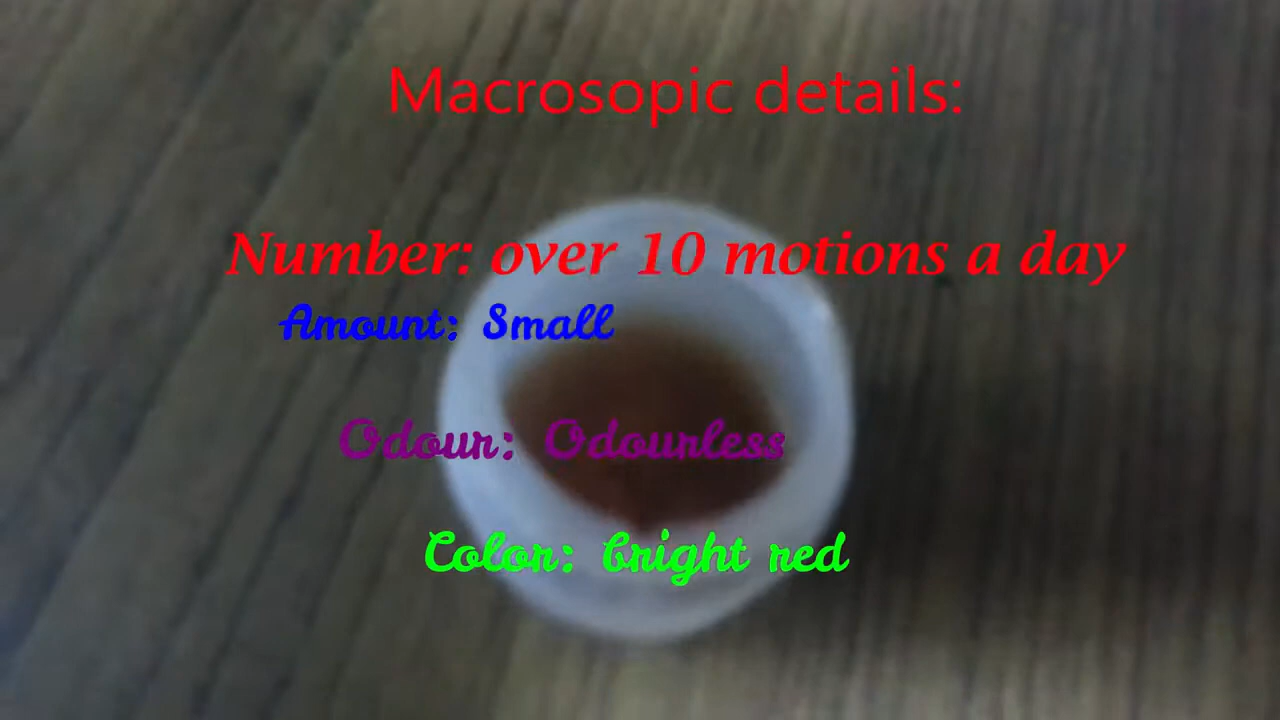 Macrosopic details:
Number: over 10 motions a day
Amount: Small
Odour: Odourless
Color: bright red